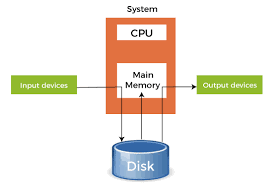 System
CPU
Main
Memory
Input devices
Output devices
Disk